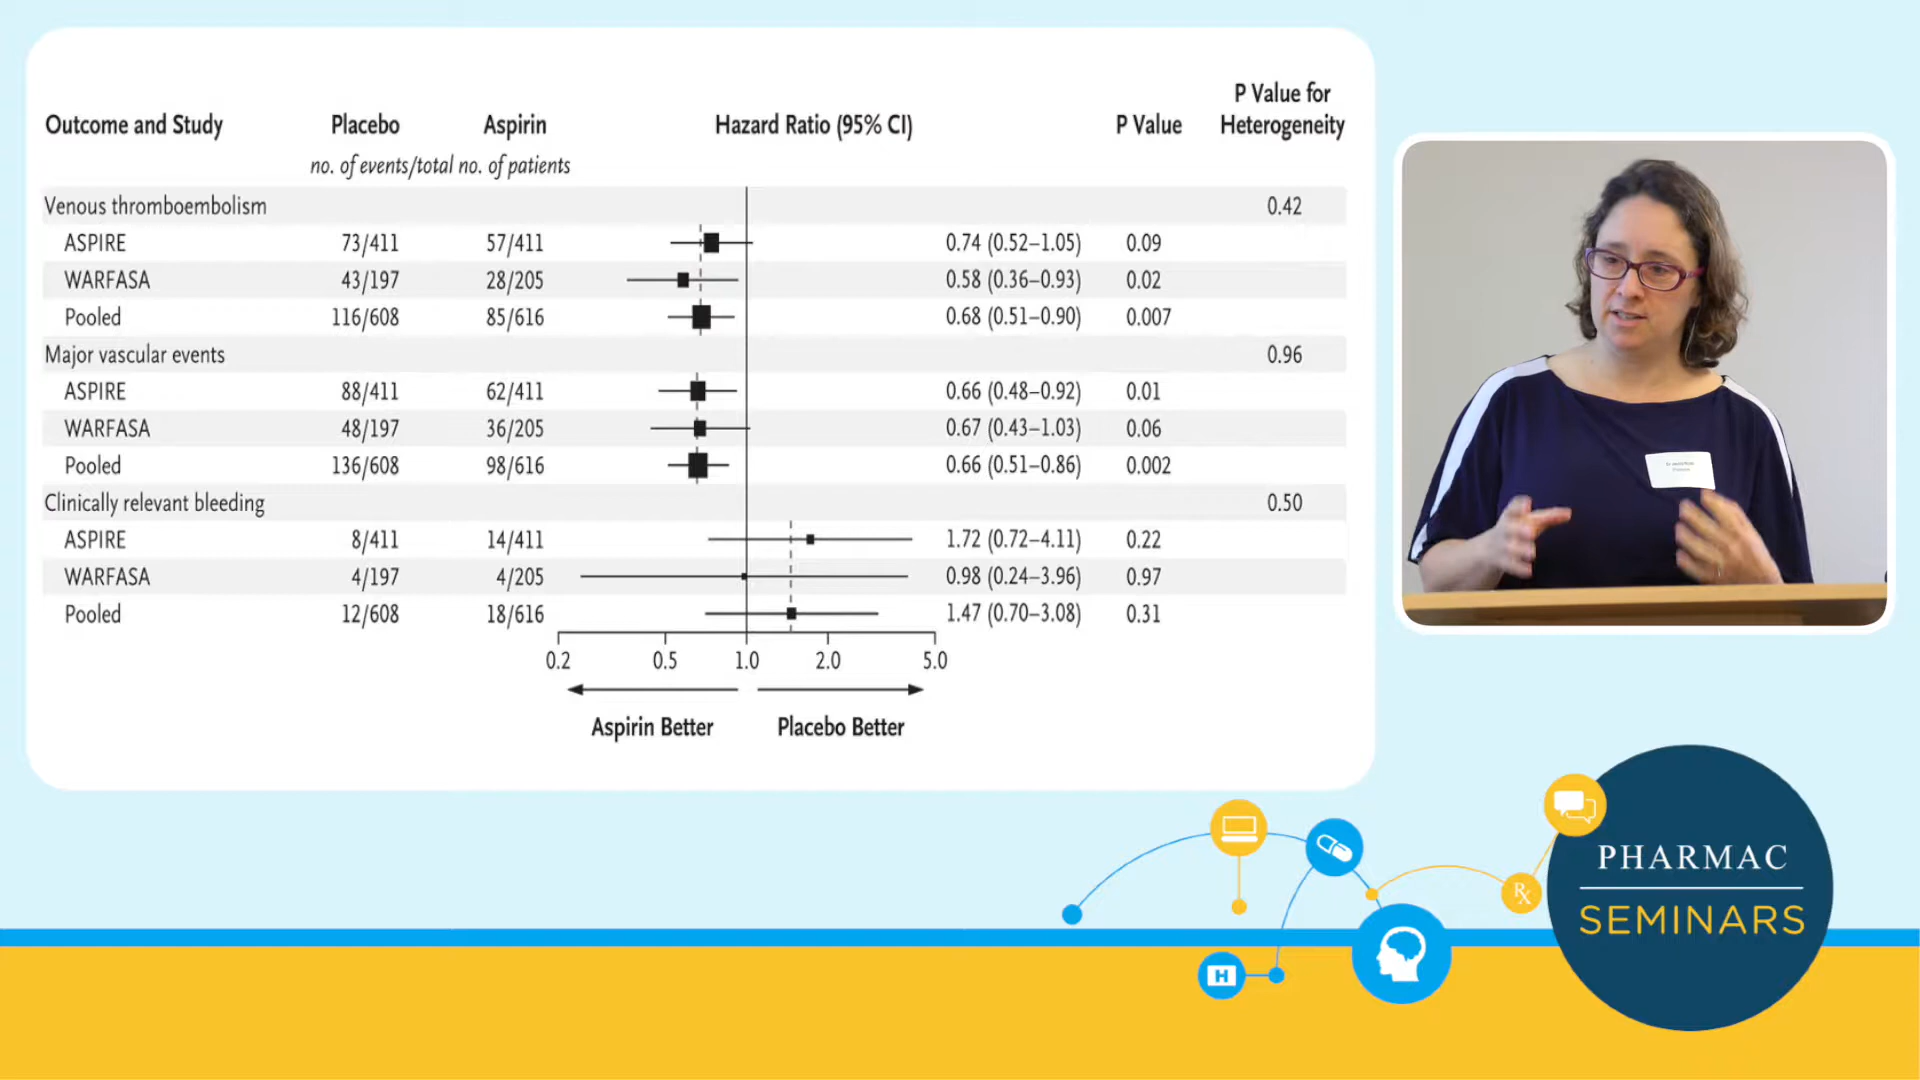 P Value for
Outcome and Study Placebo Aspirin Hazard Ratio (95% CI) P Value Heterogeneity
no. of events/total no. of patients
Venous thromboembolism 0.42
ASPIRE 73/411 57/411 0.74 (0.52–1.05) 0.09
WARFASA 43/197 28/205 0.58 (0.36–0.93) 0.02
Pooled 116/608 85/616 0.68 (0.51–0.90) 0.007
Major vascular events 0.96
ASPIRE 88/411 62/411 0.66 (0.48–0.92) 0.01
WARFASA 48/197 36/205 0.67 (0.43–1.03) 0.06
Pooled 136/608 98/616 0.66 (0.51–0.86) 0.002
Clinically relevant bleeding 0.50
ASPIRE 8/411 14/411 1.72 (0.72–4.11) 0.22
WARFASA 4/197 4/205 0.98 (0.24–3.96) 0.97
Pooled 12/608 18/616 1.47 (0.70–3.08) 0.31
0.2 0.5 1.0 2.0 5.0
Aspirin Better Placebo Better
PHARMAC
SEMINARS
Rx
H